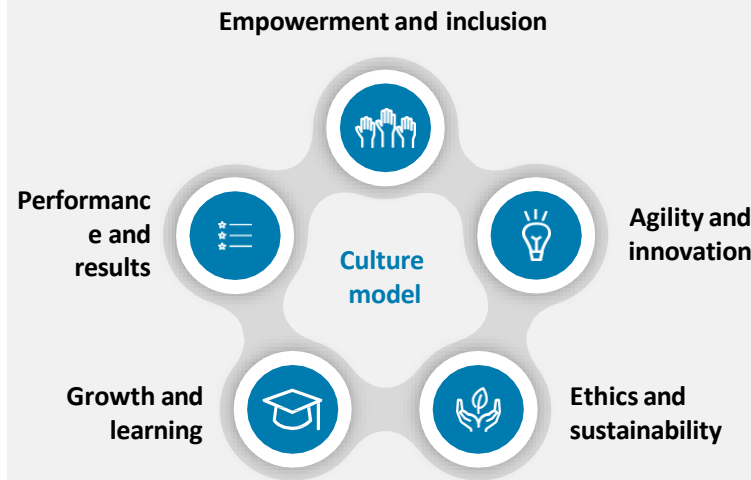 Empowerment and inclusion
Performanc
e and
results
Culture
model
Agility and
innovation
Growth and
learning
Ethics and
sustainability